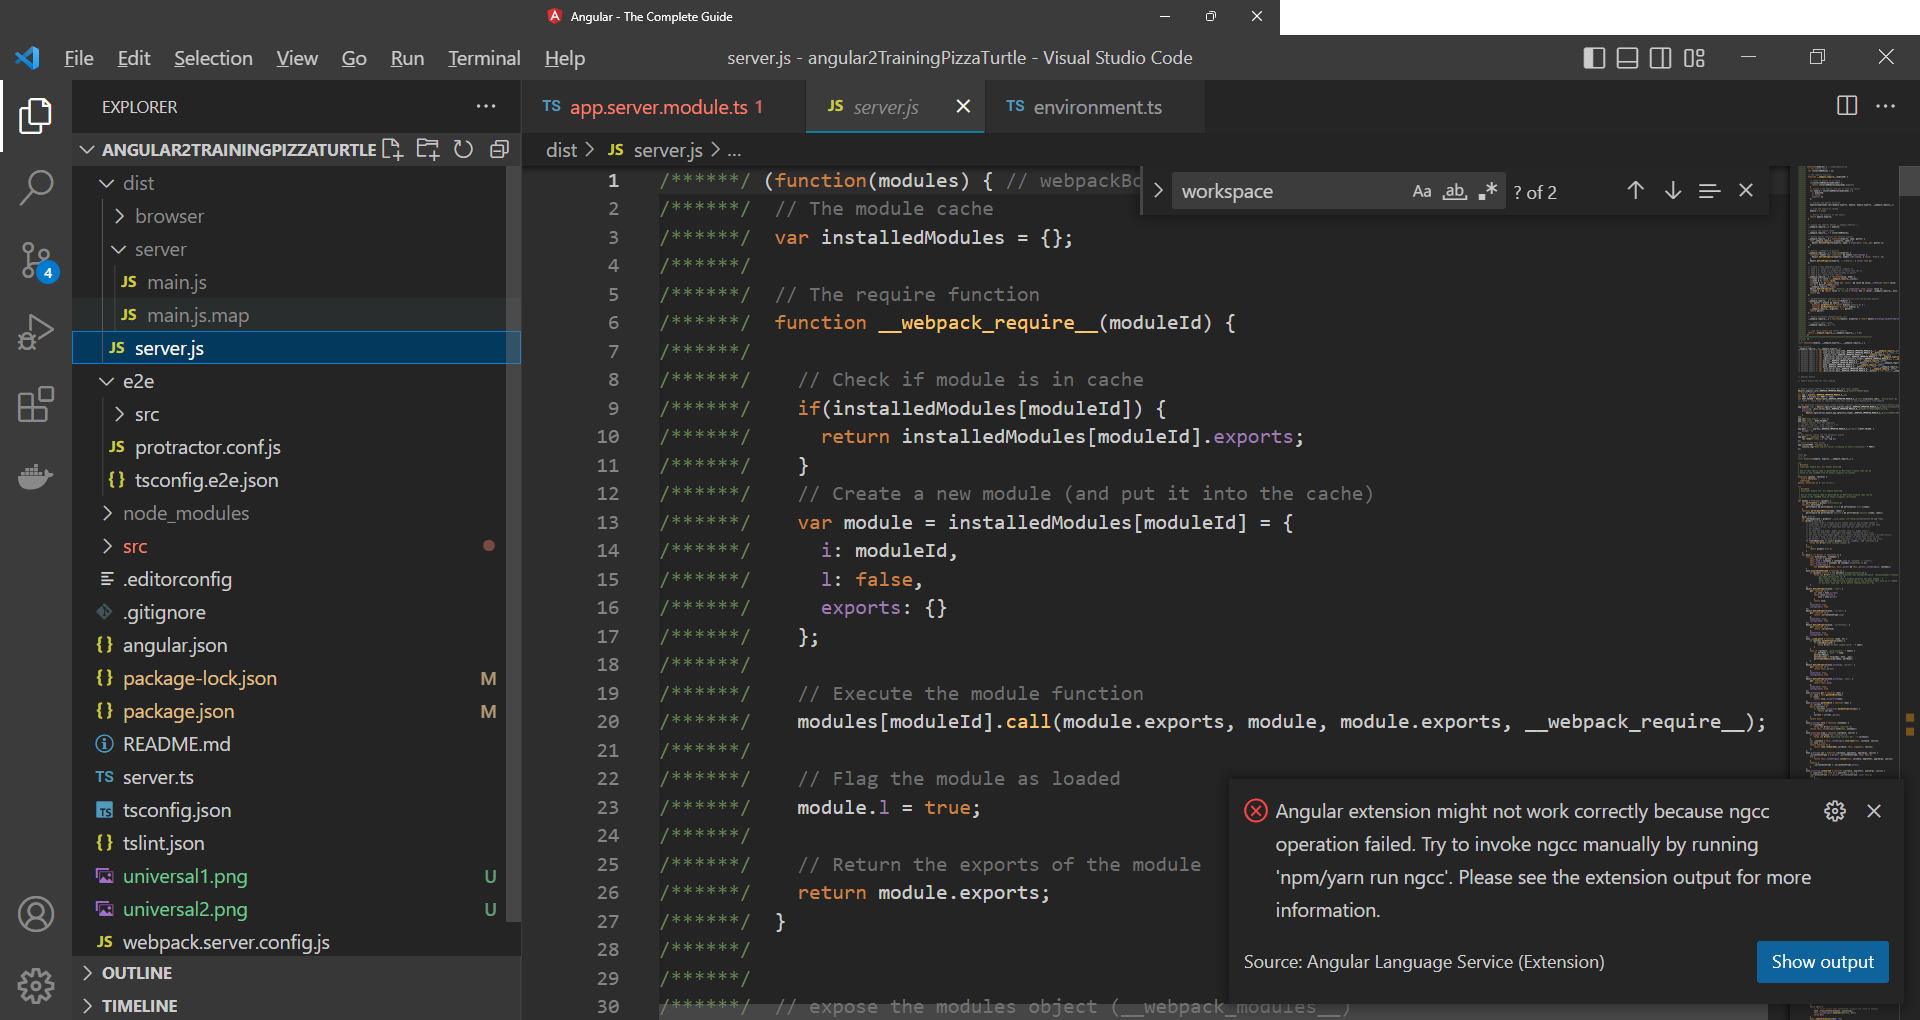 Angular - The Complete Guide
File Edit Selection View Go Run Terminal Help
server.js - angular2TrainingPizzaTurtle - Visual Studio Code
EXPLORER
ANGULAR2TRAININGPIZZATURTLE
dist
browser
server
JS main.js
JS main.js.map
JS server.js
e2e
src
JS protractor.conf.js
{} tsconfig.e2e.json
node_modules
src
.editorconfig
.gitignore
{} angular.json
{} package-lock.json M
{} package.json M
README.md
TS server.ts
TS tsconfig.json
{} tslint.json
universal1.png U
universal2.png U
JS webpack.server.config.js
OUTLINE
TIMELINE
4
TS app.server.module.ts 1
JS server.js
TS environment.ts
dist > JS server.js > ...
workspace
Aa ab ? of 2
1 /******/ (function(modules) { // webpackBo
2 /******/ // The module cache
3 /******/ var installedModules = {};
4 /******/
5 /******/ // The require function
6 /******/ function __webpack_require__(moduleId) {
7 /******/
8 /******/ // Check if module is in cache
9 /******/ if(installedModules[moduleId]) {
10 /******/ return installedModules[moduleId].exports;
11 /******/ }
12 /******/ // Create a new module (and put it into the cache)
13 /******/ var module = installedModules[moduleId] = {
14 /******/ i: moduleId,
15 /******/ l: false,
16 /******/ exports: {}
17 /******/ };
18 /******/
19 /******/ // Execute the module function
20 /******/ modules[moduleId].call(module.exports, module, module.exports, __webpack_require__);
21 /******/
22 /******/ // Flag the module as loaded
23 /******/ module.l = true;
24 /******/
25 /******/ // Return the exports of the module
26 /******/ return module.exports;
27 /******/ }
28 /******/
29 /******/
30 /******/ // expose the modules object (__webpack_modules__)
Angular extension might not work correctly because ngcc
operation failed. Try to invoke ngcc manually by running
'npm/yarn run ngcc'. Please see the extension output for more
information.
Source: Angular Language Service (Extension)
Show output